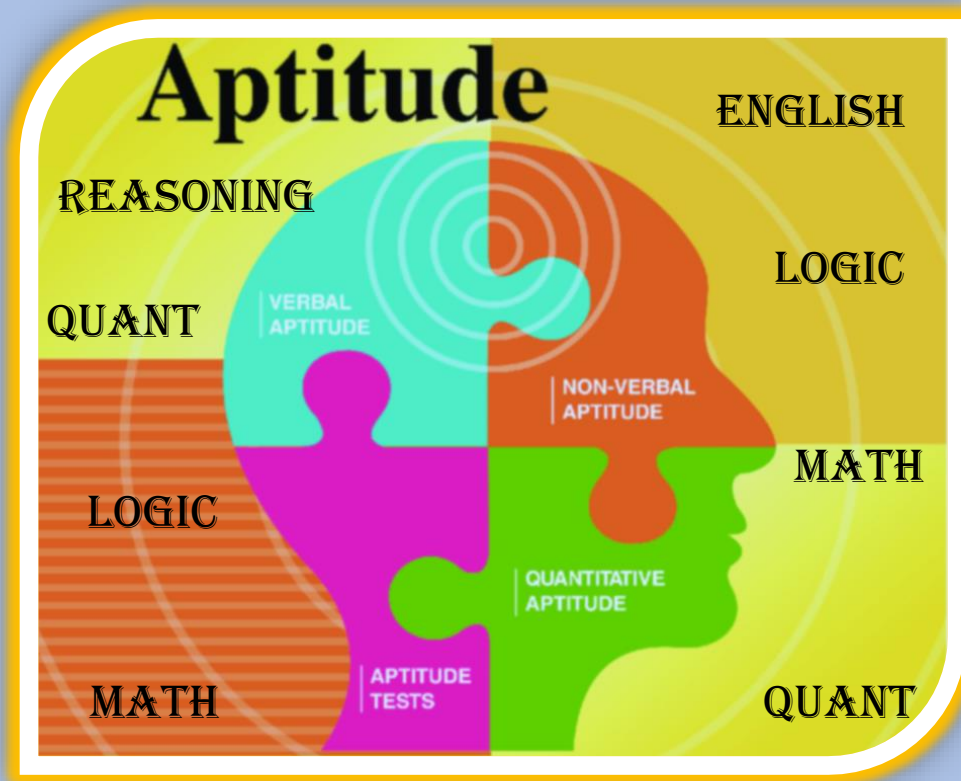 Aptitude
ENGLISH
REASONING
LOGIC
QUANT
VERBAL
APTITUDE
NON-VERBAL
APTITUDE
MATH
LOGIC
QUANTITATIVE
APTITUDE
APTITUDE
TESTS
MATH
QUANT